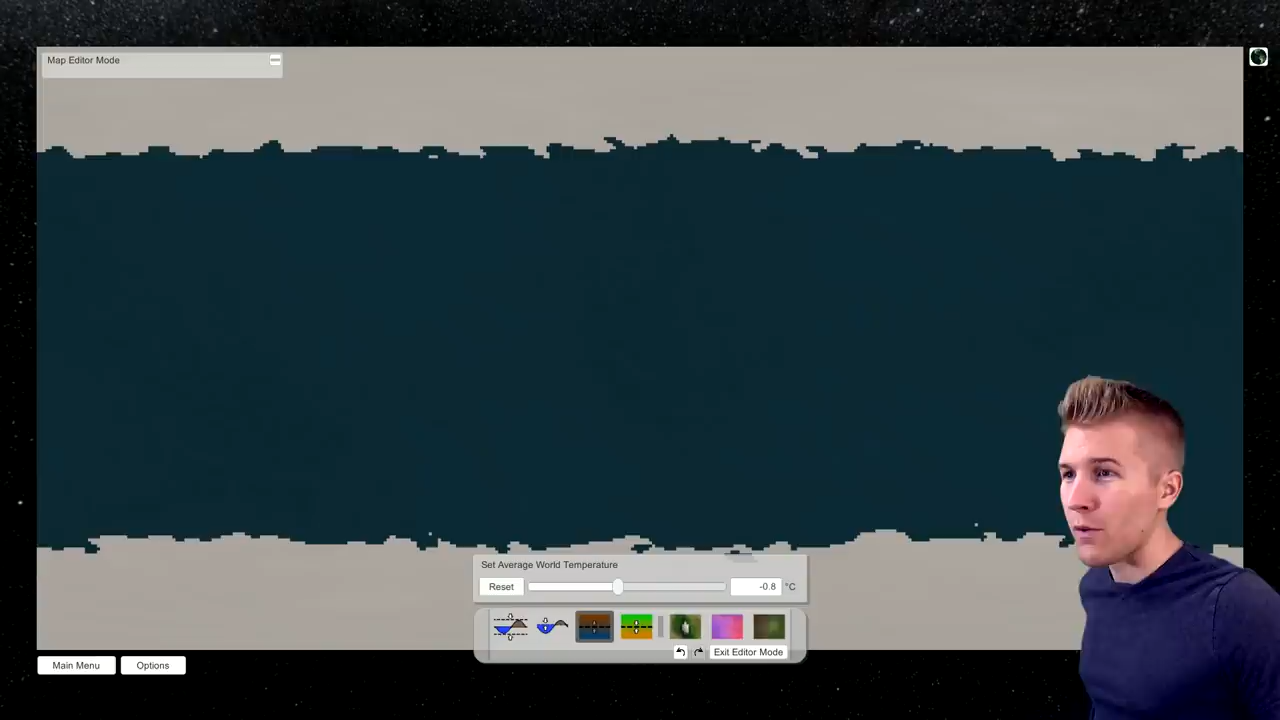 Map Editor Mode
Set Average World Temperature
Reset
-0.8 °C
Exit Editor Mode
Main Menu
Options